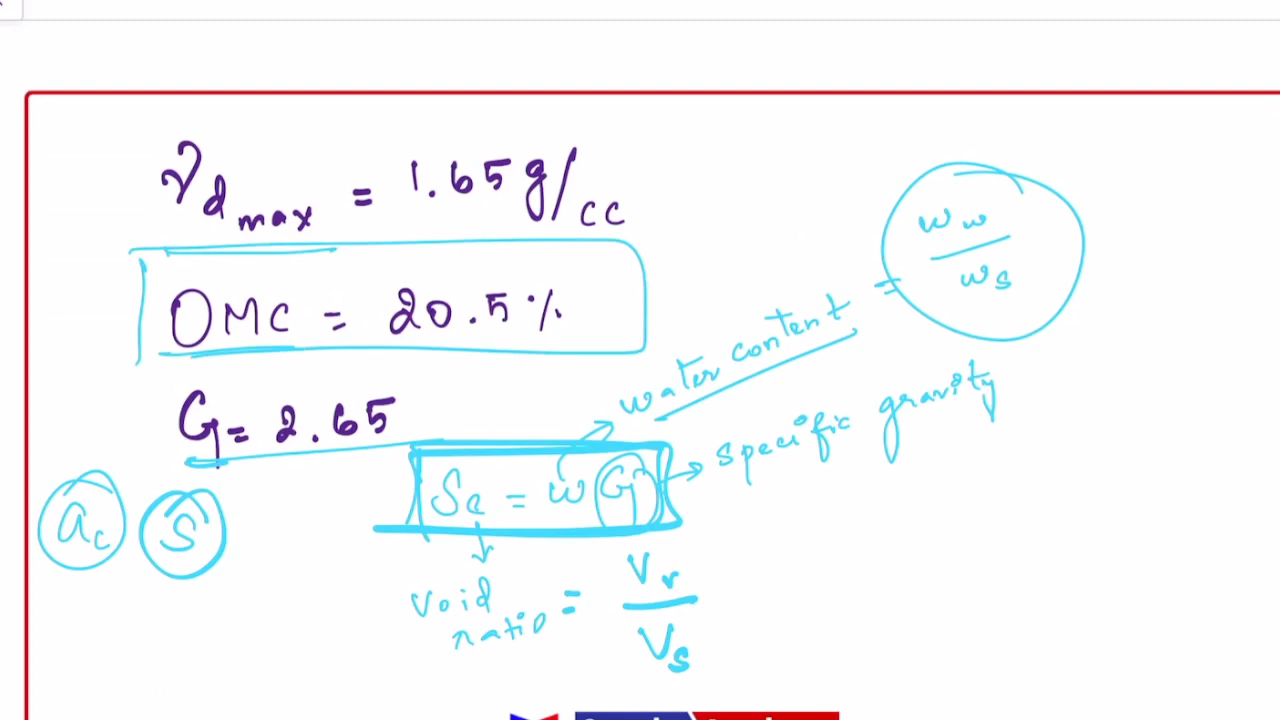 γd max = 1.65 g/cc
OMC = 20.5 %
G = 2.65
water content = ww/ws
Se = wG → specific gravity
ac S
void ratio = Vv/Vs